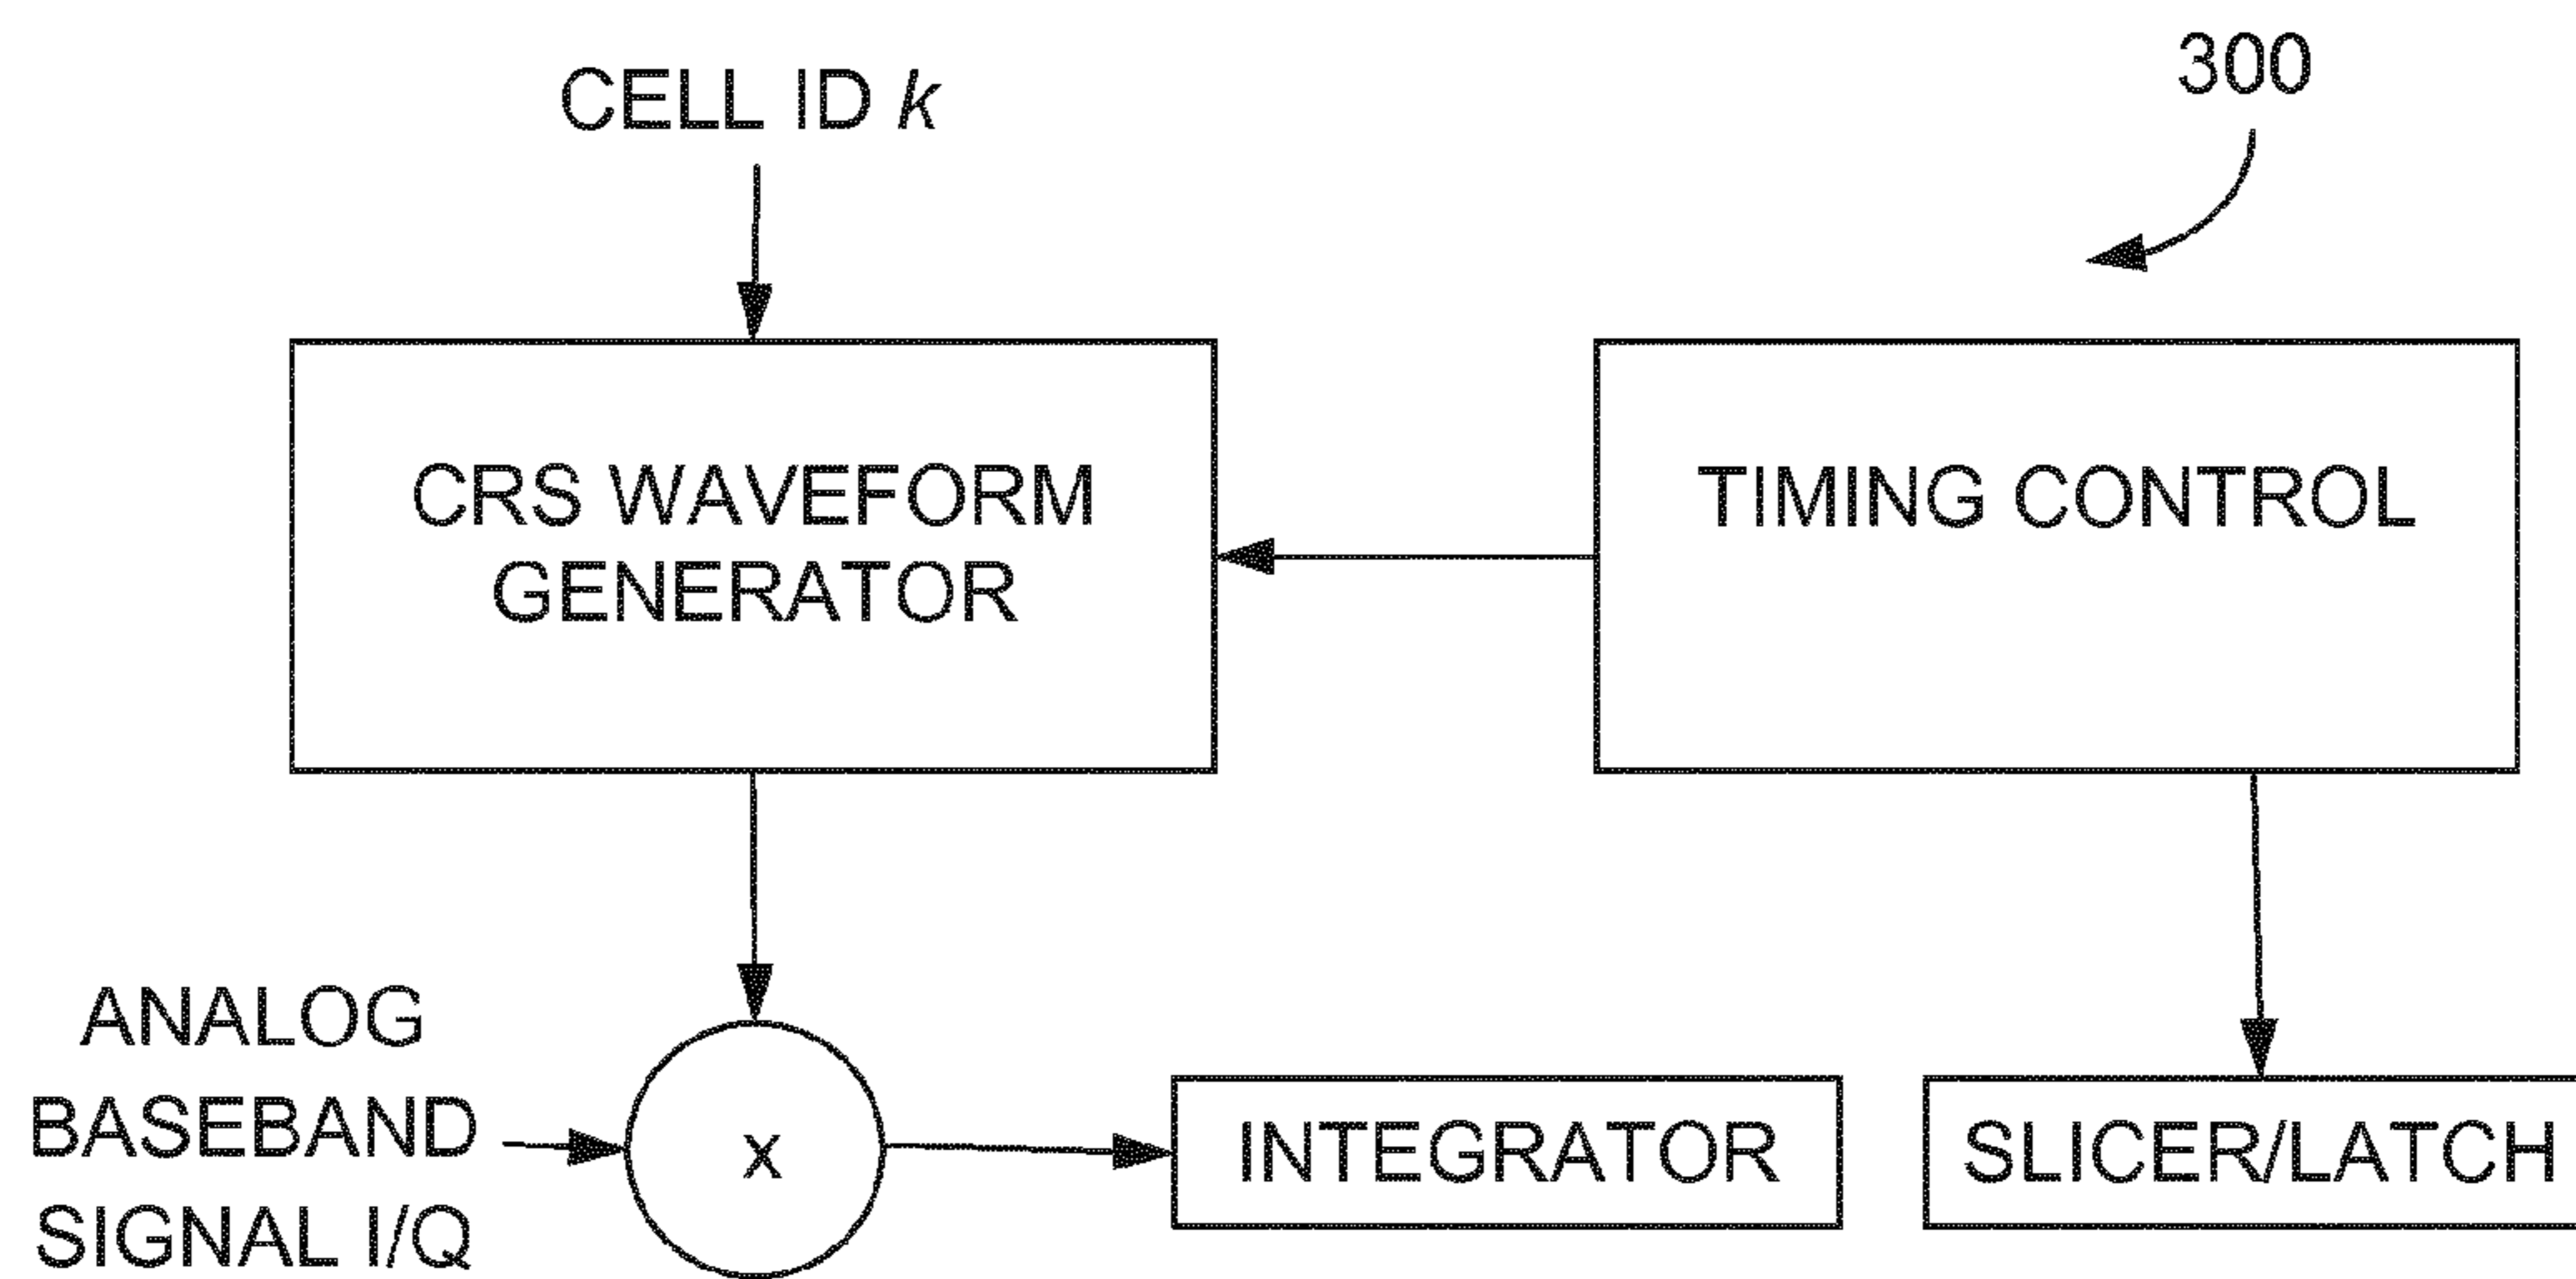 CELL ID k
300
CRS WAVEFORM
GENERATOR
TIMING CONTROL
ANALOG
BASEBAND
SIGNAL I/Q
X
INTEGRATOR
SLICER/LATCH